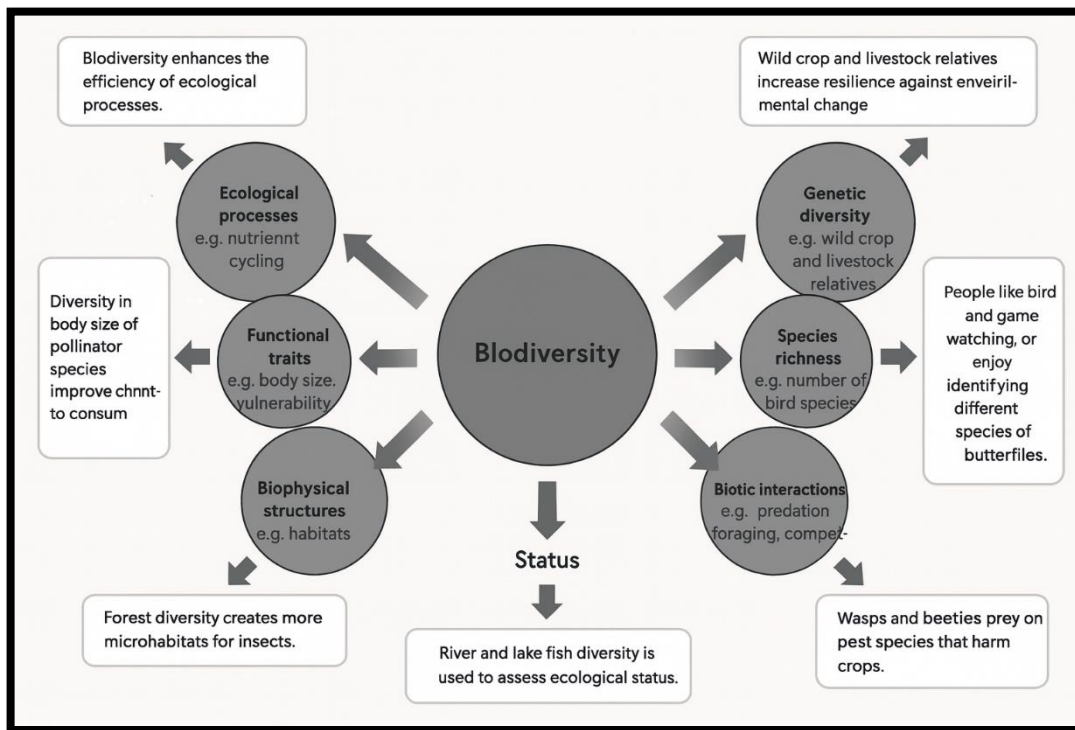 Blodiversity enhances the
efficiency of ecological
processes.
Wild crop and livestock relatives
increase resilience against enveiril-
mental change
Ecological
processes
e.g. nutriennt
cycling
Genetic
diversity
e.g. wild crop
and livestock
relatives
Diversity in
body size of
pollinator
species
improve chnnt-
to consum
Functional
traits
e.g. body size.
yulnerability
Blodiversity
Species
richness
e.g. number of
bird species
People like bird
and game
watching, or
enjoy
identifying
different
species of
butterfiles.
Biophysical
structures
e.g. habitats
Biotic interactions
e.g. predation
foraging, compet-
Status
Forest diversity creates more
microhabitats for insects.
River and lake fish diversity is
used to assess ecological status.
Wasps and beeties prey on
pest species that harm
crops.